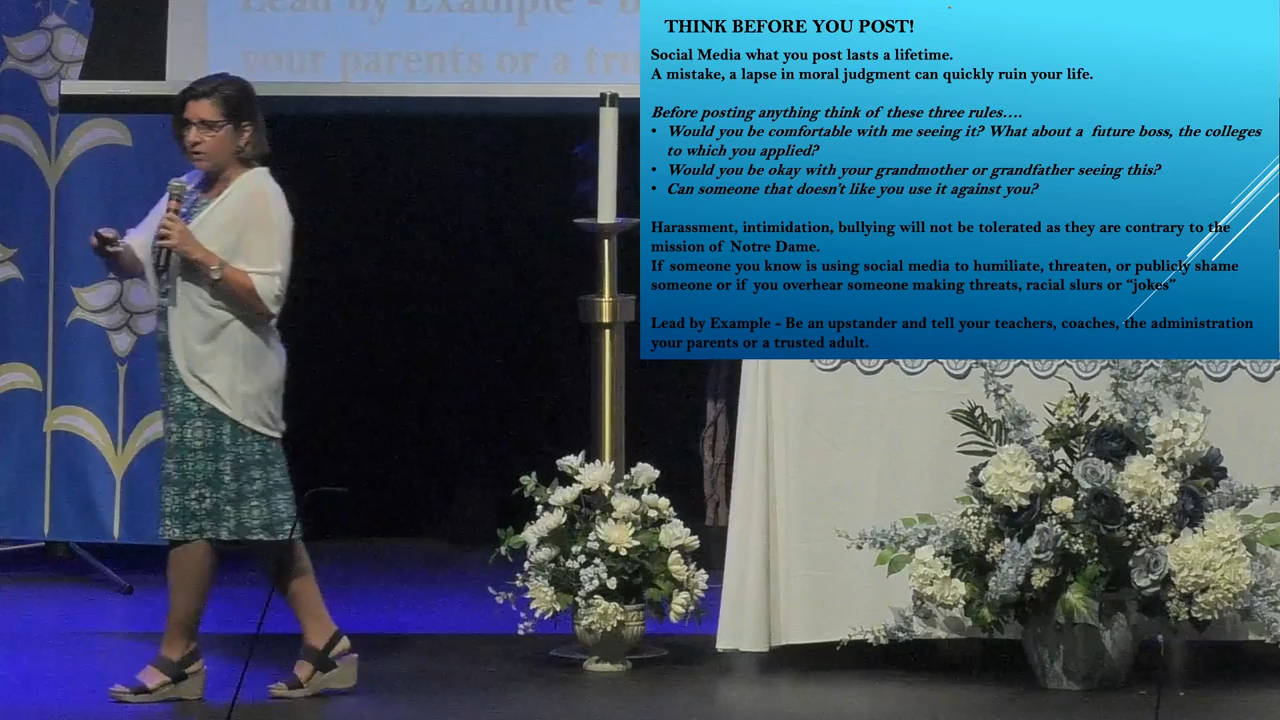 Lead by Example -
your parents or a
THINK BEFORE YOU POST!
Social Media what you post lasts a lifetime.
A mistake, a lapse in moral judgment can quickly ruin your life.
Before posting anything think of these three rules….
• Would you be comfortable with me seeing it? What about a future boss, the colleges
to which you applied?
• Would you be okay with your grandmother or grandfather seeing this?
• Can someone that doesn't like you use it against you?
Harassment, intimidation, bullying will not be tolerated as they are contrary to the
mission of Notre Dame.
If someone you know is using social media to humiliate, threaten, or publicly shame
someone or if you overhear someone making threats, racial slurs or “jokes”
Lead by Example - Be an upstander and tell your teachers, coaches, the administration
your parents or a trusted adult.